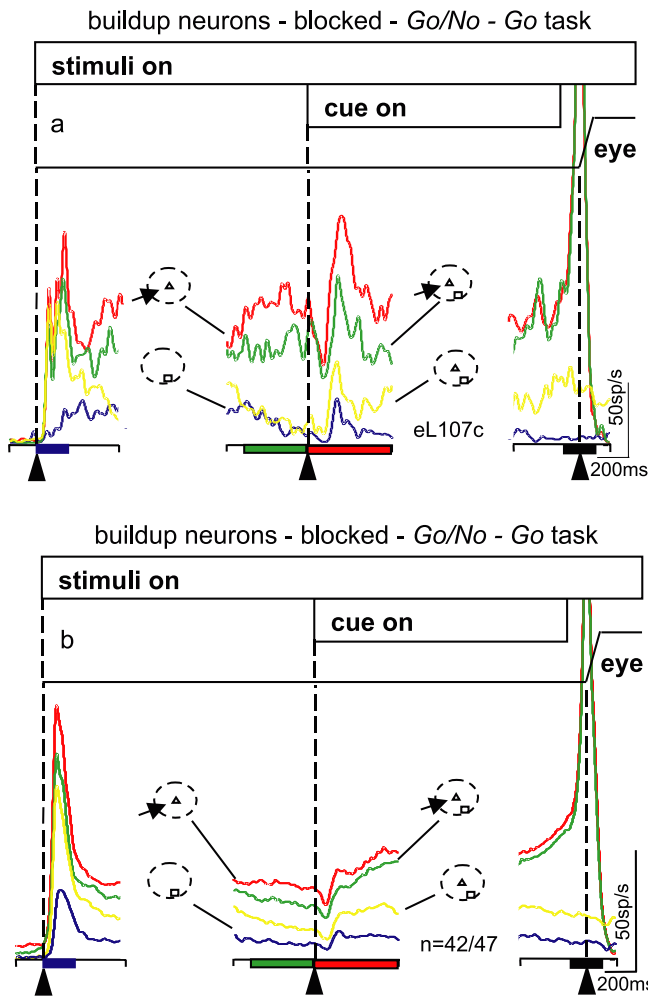 buildup neurons - blocked - Go/No - Go task
stimuli on
cue on
a
eye
50sp/s
eL107c
200ms
buildup neurons - blocked - Go/No - Go task
stimuli on
cue on
b
eye
50sp/s
n=42/47
200ms